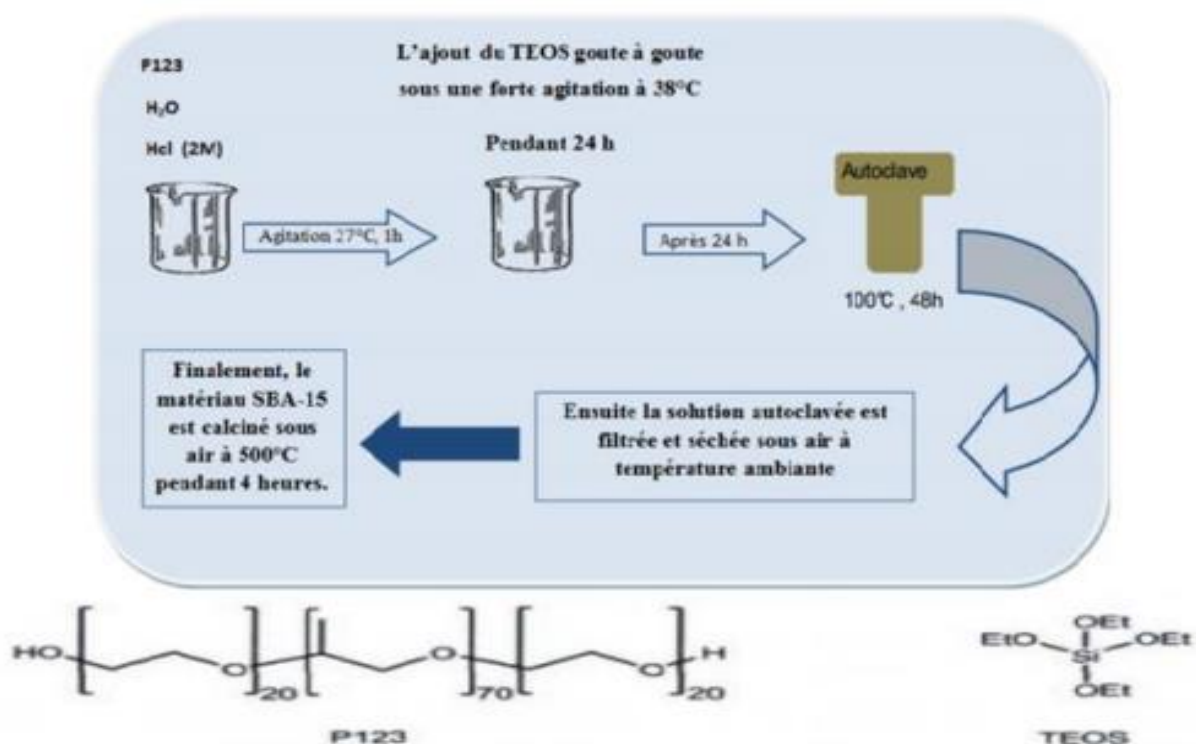 P123
H₂O
Hcl (2M)
L'ajout du TEOS goute à goute
sous une forte agitation à 38°C
Pendant 24 h
Agitation 27°C, 1h
Après 24 h
Autoclave
100°C , 48h
Ensuite la solution autoclavée est
filtrée et séchée sous air à
température ambiante
Finalement, le
matériau SBA-15
est calciné sous
air à 500°C
pendant 4 heures.
HO O 20 O 70 O H 20
P123
OEt
EtO Si OEt
OEt
TEOS